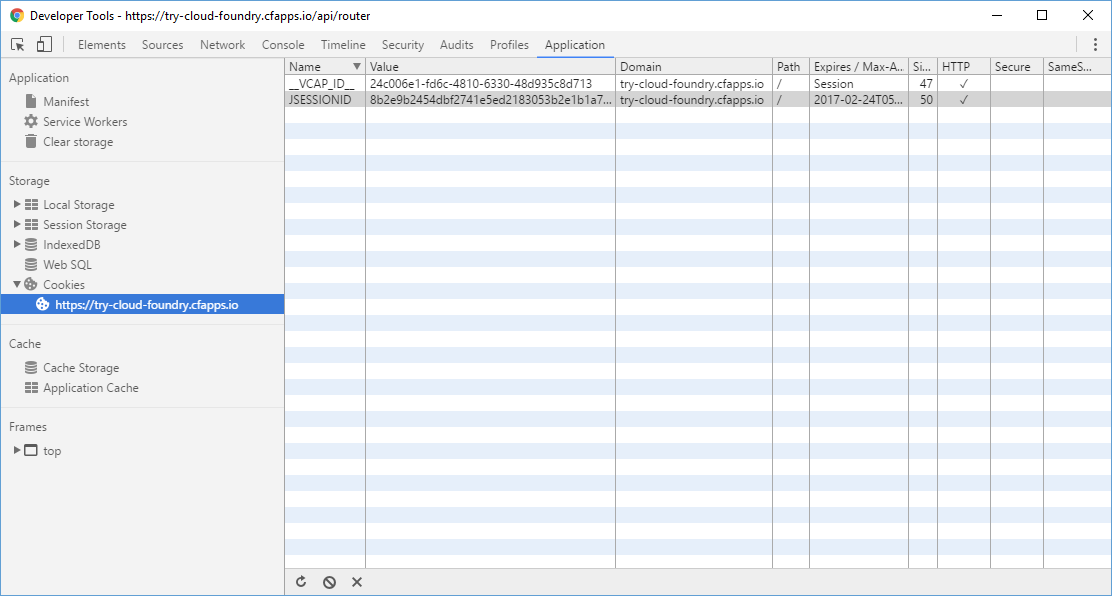 Developer Tools - https://try-cloud-foundry.cfapps.io/api/router
Elements Sources Network Console Timeline Security Audits Profiles Application
Application
Manifest
Service Workers
Clear storage
Storage
Local Storage
Session Storage
IndexedDB
Web SQL
Cookies
https://try-cloud-foundry.cfapps.io
Cache
Cache Storage
Application Cache
Frames
top
Name Value Domain Path Expires / Max-A... Si... HTTP Secure SameS...
__VCAP_ID__ 24c006e1-fd6c-4810-6330-48d935c8d713 try-cloud-foundry.cfapps.io / Session 47 ✓
JSESSIONID 8b2e9b2454dbf2741e5ed2183053b2e1b1a7... try-cloud-foundry.cfapps.io / 2017-02-24T05... 50 ✓